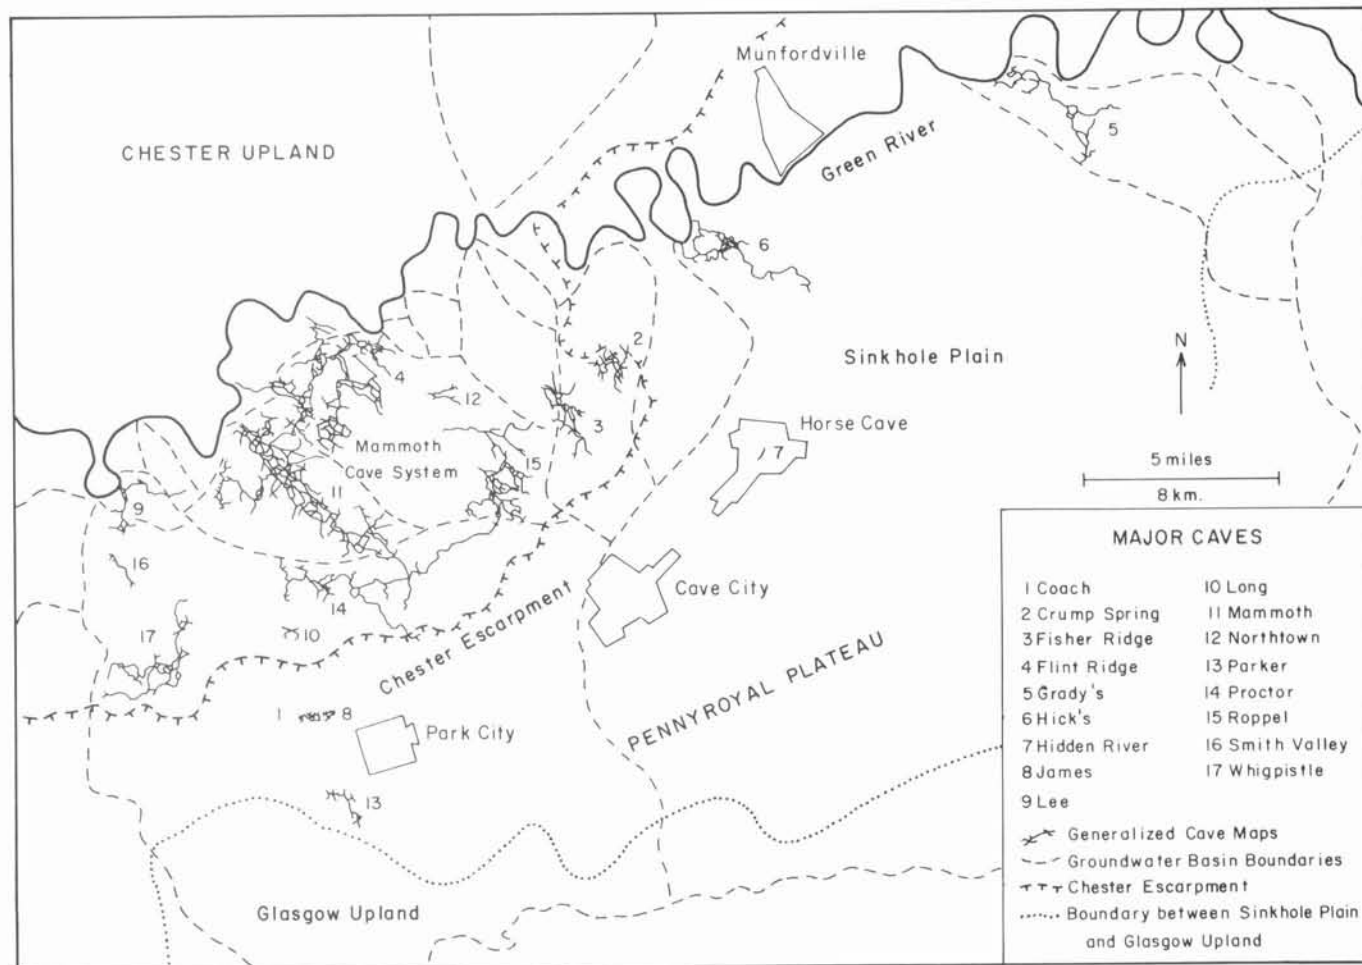 Munfordville
CHESTER UPLAND
Green River
5
6
2
N
Sinkhole Plain
4
12
3
Horse Cave
7
Mammoth
Cave System
15
5 miles
8 km.
11
9
16
Cave City
14
17
10
Chester Escarpment
PENNYROYAL PLATEAU
1
8
Park City
13
Glasgow Upland
MAJOR CAVES
1 Coach
2 Crump Spring
3 Fisher Ridge
4 Flint Ridge
5 Grady's
6 Hick's
7 Hidden River
8 James
9 Lee
10 Long
11 Mammoth
12 Northtown
13 Parker
14 Proctor
15 Roppel
16 Smith Valley
17 Whigpistle
Generalized Cave Maps
Groundwater Basin Boundaries
Chester Escarpment
Boundary between Sinkhole Plain
and Glasgow Upland